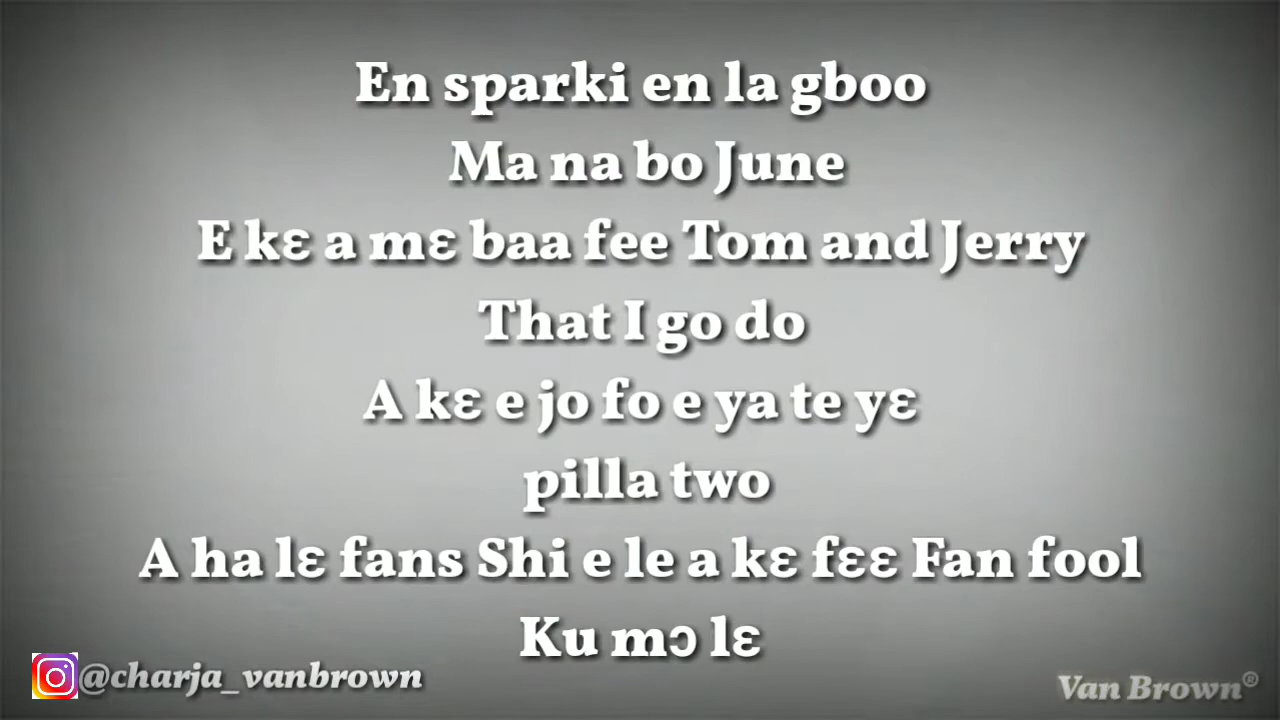 En sparki en la gboo
Ma na bo June
E kɛ a mɛ baa fee Tom and Jerry
That I go do
A kɛ e jo fo e ya te yɛ
pilla two
A ha lɛ fans Shi e le a kɛ fɛɛ Fan fool
Ku mɔ lɛ
@charja_vanbrown
Van Brown®